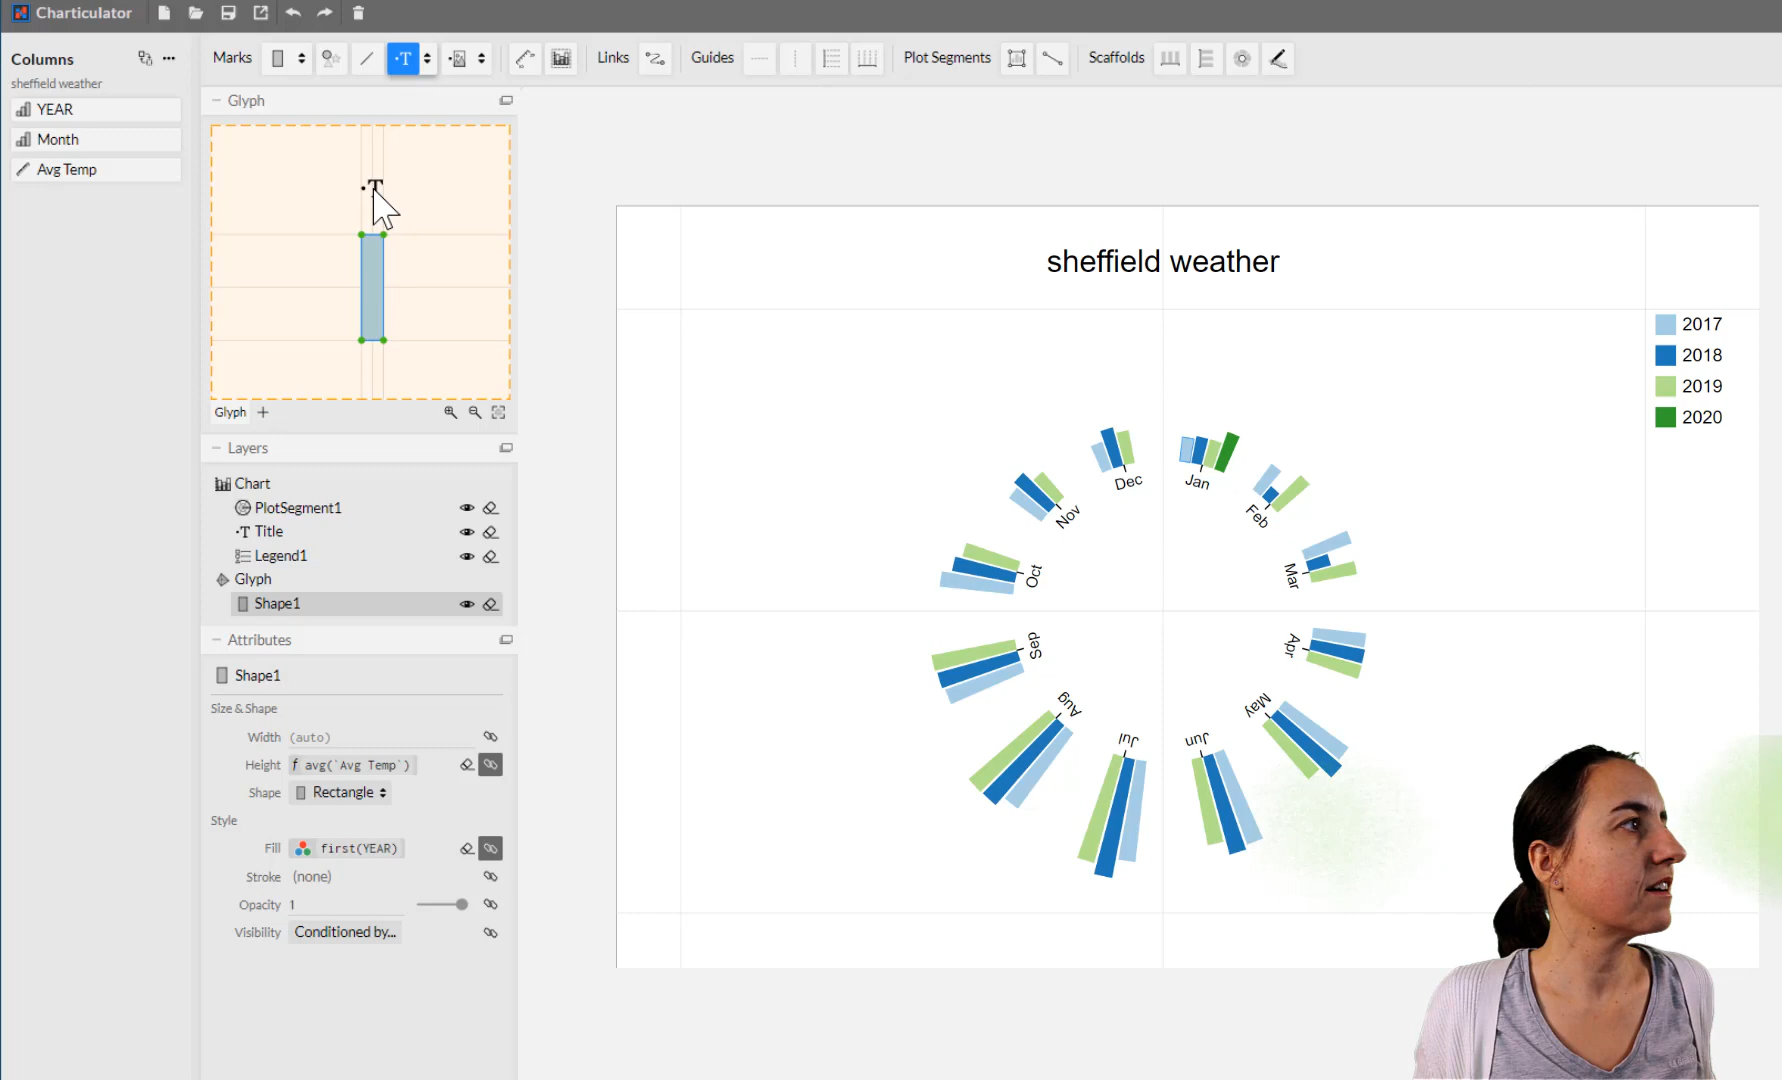 Charticulator
Columns
sheffield weather
YEAR
Month
Avg Temp
Marks
T
Links
Guides
Plot Segments
Scaffolds
Glyph
T
Glyph +
Layers
Chart
PlotSegment1
T Title
Legend1
Glyph
Shape1
Attributes
Shape1
Size & Shape
Width (auto)
Height f avg(`Avg Temp`)
Shape Rectangle
Style
Fill first(YEAR)
Stroke (none)
Opacity 1
Visibility Conditioned by...
sheffield weather
2017
2018
2019
2020
Jan
Feb
Mar
Apr
May
Jun
Jul
Aug
Sep
Oct
Nov
Dec